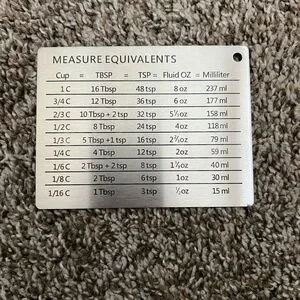 MEASURE EQUIVALENTS
Cup = TBSP = TSP = Fluid OZ = Milliliter
1 C 16 Tbsp 48 tsp 8 oz 237 ml
3/4 C 12 Tbsp 36 tsp 6 oz 177 ml
2/3 C 10 Tbsp + 2 tsp 32 tsp 5⅓ oz 158 ml
1/2 C 8 Tbsp 24 tsp 4 oz 118 ml
1/3 C 5 Tbsp +1 tsp 16 tsp 2⅔ oz 79 ml
1/4 C 4 Tbsp 12 tsp 2oz 59 ml
1/6 C 2 Tbsp + 2 tsp 8 tsp 1⅓ oz 40 ml
1/8 C 2 Tbsp 6 tsp 1 oz 30 ml
1/16 C 1 Tbsp 3 tsp ½ oz 15 ml